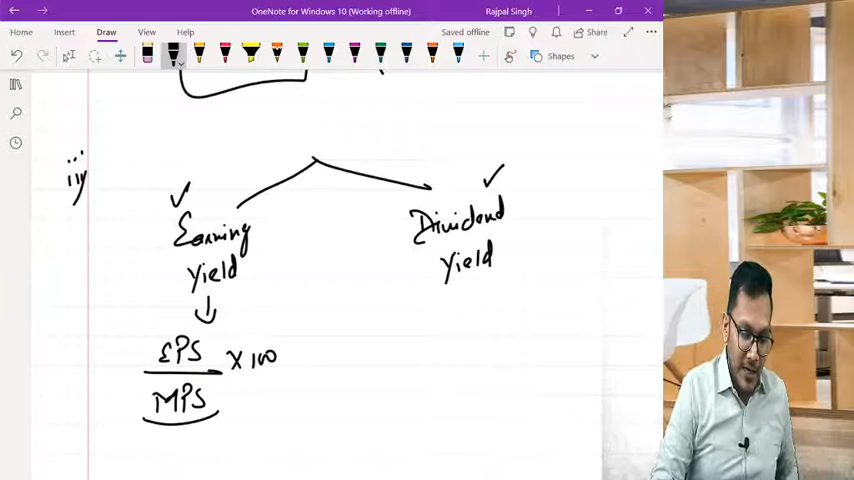 OneNote for Windows 10 (Working offline)
Rajpal Singh
Home Insert Draw View Help
Saved offline
Share
Shapes
iii)
Earning
yield
Dividend
yield
EPS
× 100
MPS